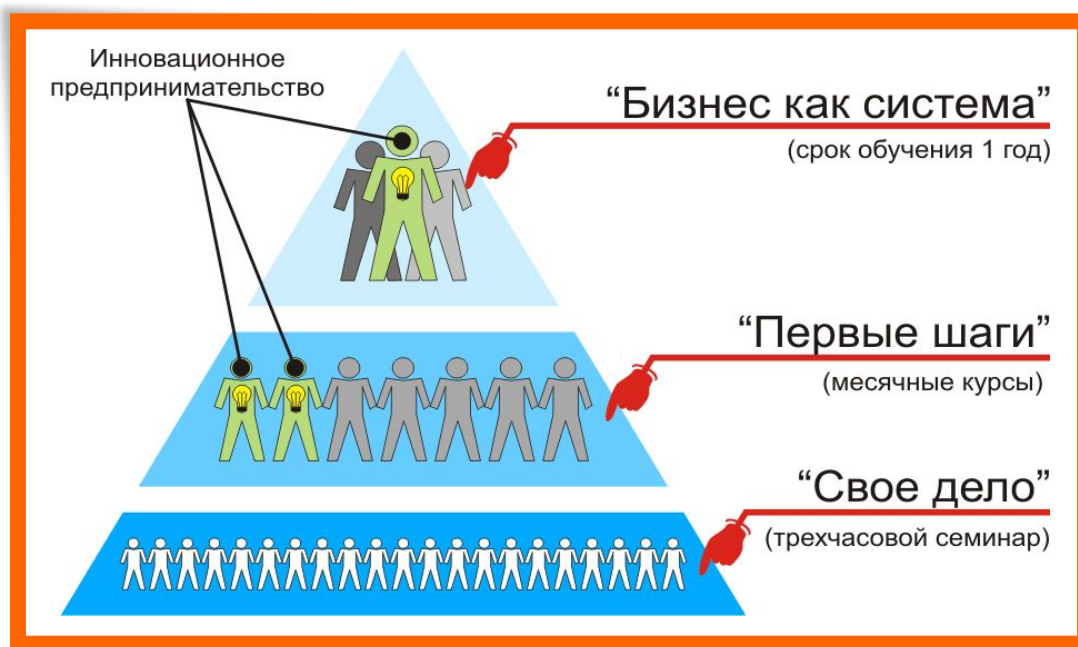 Инновационное
предпринимательство
“Бизнес как система”
(срок обучения 1 год)
“Первые шаги”
(месячные курсы)
“Свое дело”
(трехчасовой семинар)